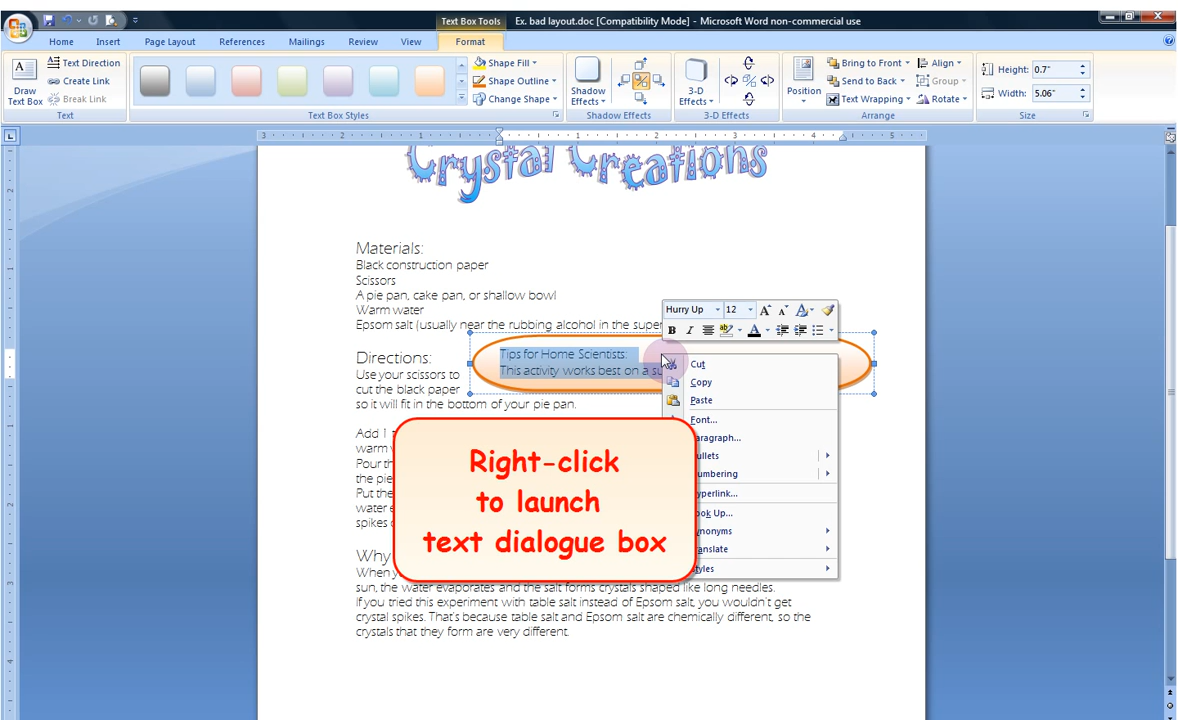 Text Box Tools
Ex. bad layout.doc [Compatibility Mode] - Microsoft Word non-commercial use
Home Insert Page Layout References Mailings Review View Format
Draw Text Box
Text Direction
Create Link
Break Link
Text
Text Box Styles
Shape Fill
Shape Outline
Change Shape
Shadow Effects
Shadow Effects
3-D Effects
3-D Effects
Position
Bring to Front
Send to Back
Text Wrapping
Align
Group
Rotate
Arrange
Height: 0.7"
Width: 5.06"
Size
3 2 1 1 2 3 4 5
Crystal Creations
Materials:
Black construction paper
Scissors
A pie pan, cake pan, or shallow bowl
Warm water
Epsom salt (usually near the rubbing alcohol in the super
Hurry Up 12
Tips for Home Scientists:
This activity works best on a su
Directions:
Use your scissors to
cut the black paper
so it will fit in the bottom of your pie pan.
Add 1
warm w
Pour th
the pie
Put the
water e
spikes
Cut
Copy
Paste
Font...
aragraph...
ullets
umbering
yperlink...
ook Up...
nonyms
anslate
tyles
Right-click
to launch
text dialogue box
Why
When y
sun, the water evaporates and the salt forms crystals shaped like long needles.
If you tried this experiment with table salt instead of Epsom salt, you wouldn't get
crystal spikes. That's because table salt and Epsom salt are chemically different, so the
crystals that they form are very different.